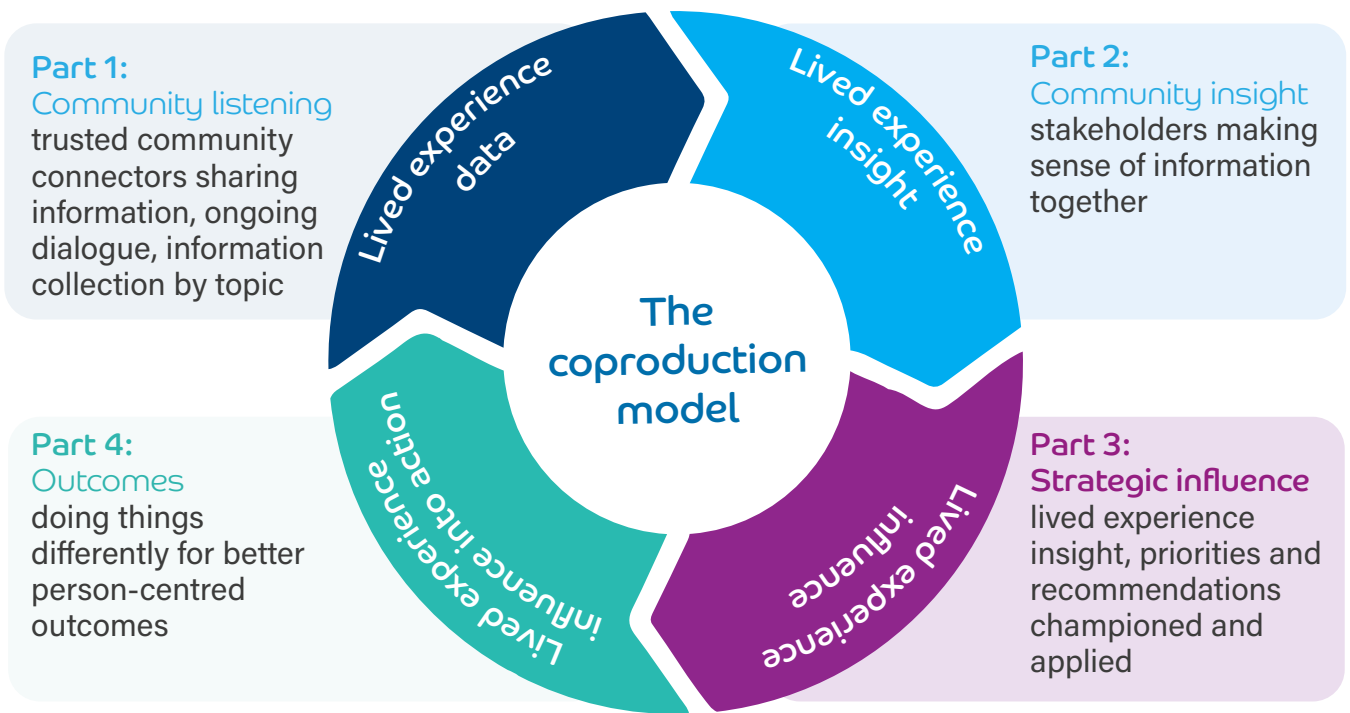 Part 1:
Community listening
trusted community
connectors sharing
information, ongoing
dialogue, information
collection by topic
Lived experience
data
Lived experience
insight
Part 2:
Community insight
stakeholders making
sense of information
together
The
coproduction
model
Part 4:
Outcomes
doing things
differently for better
person-centred
outcomes
Lived experience
influence into action
Lived experience
influence
Part 3:
Strategic influence
lived experience
insight, priorities and
recommendations
championed and
applied